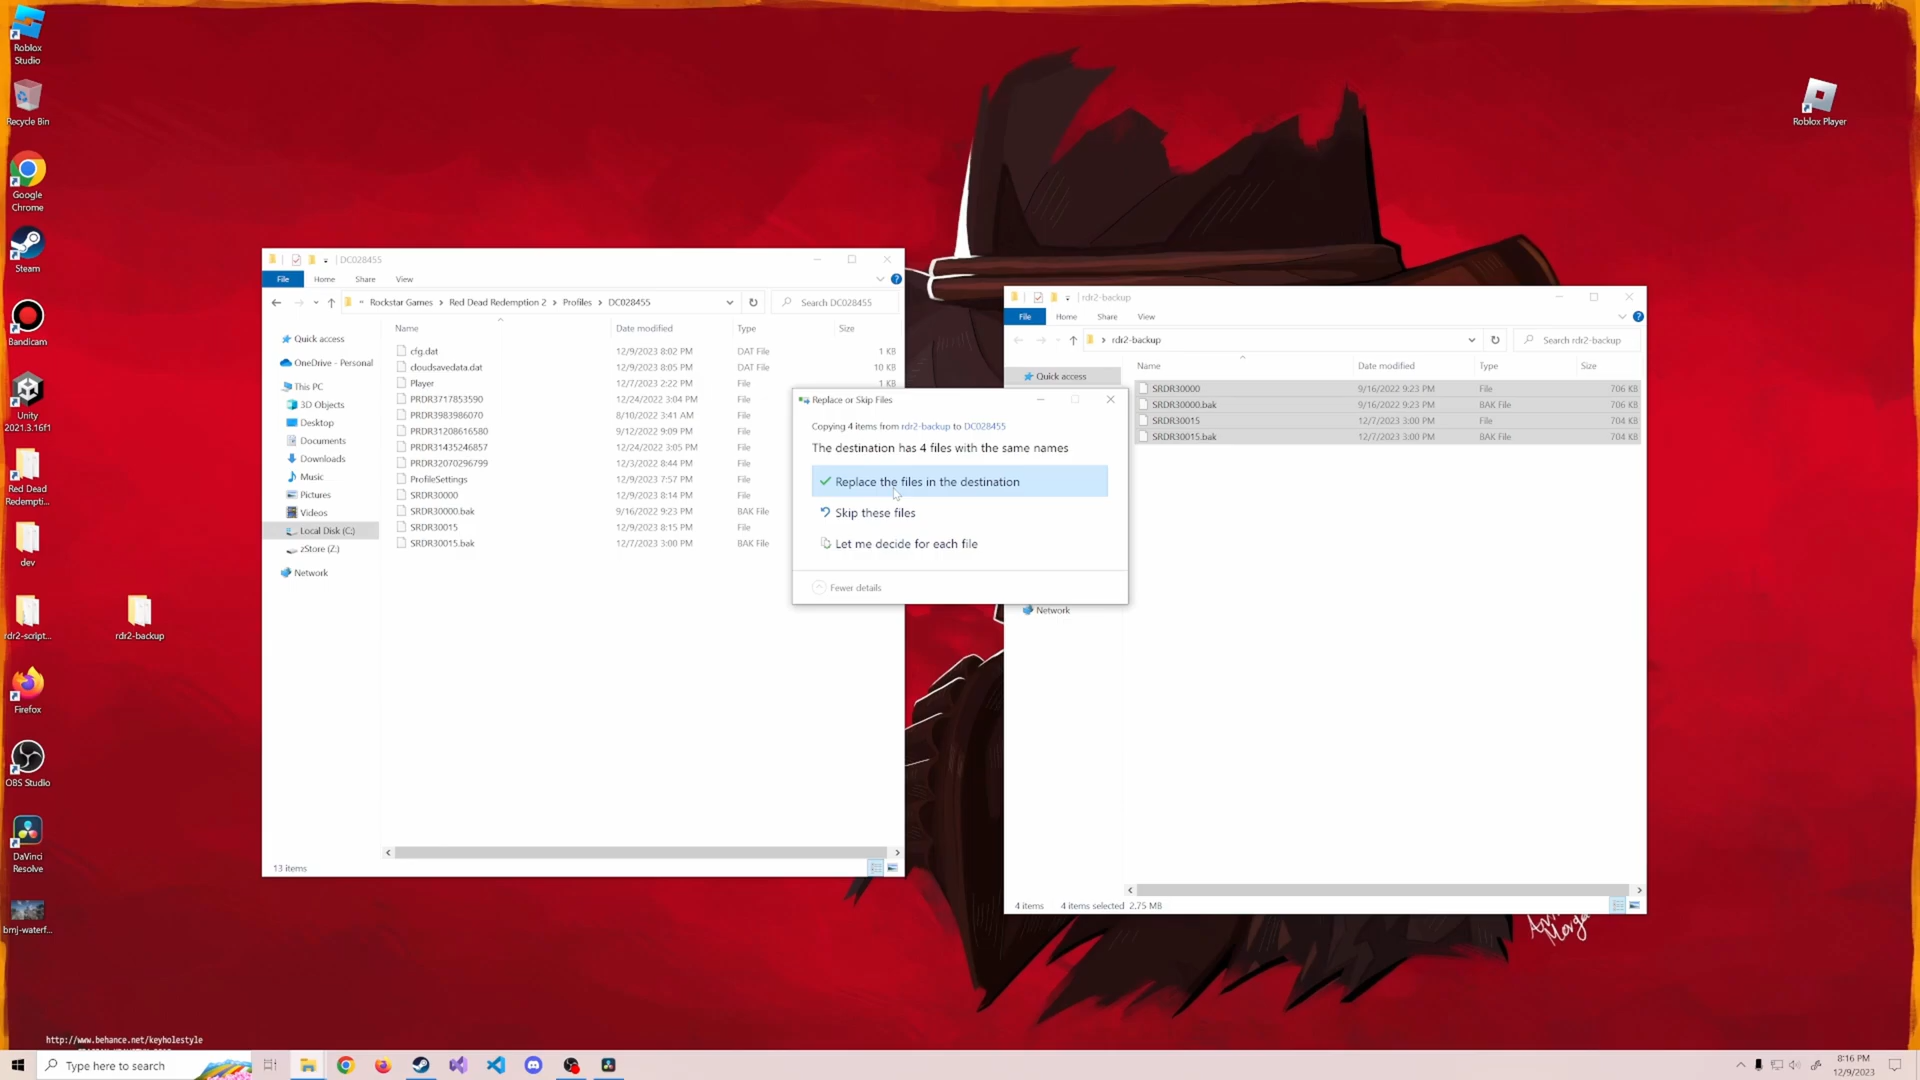 Roblox
Studio
Recycle Bin
Google
Chrome
Steam
Bandicam
Unity
2021.3.16f1
Red Dead
Redempti...
dev
rdr2-script...
rdr2-backup
Firefox
OBS Studio
DaVinci
Resolve
bmj-waterf...
Roblox Player
DC028455
File
Home
Share
View
Rockstar Games > Red Dead Redemption 2 > Profiles > DC028455
Search DC028455
Quick access
OneDrive - Personal
This PC
3D Objects
Desktop
Documents
Downloads
Music
Pictures
Videos
Local Disk (C:)
zStore (Z:)
Network
Name Date modified Type Size
cfg.dat 12/9/2023 8:02 PM DAT File 1 KB
cloudsavedata.dat 12/9/2023 8:05 PM DAT File 10 KB
Player 12/7/2023 2:22 PM File 1 KB
PRDR3717853590 12/24/2022 3:04 PM File
PRDR3983986070 8/10/2022 3:41 AM File
PRDR31208616580 9/12/2022 9:09 PM File
PRDR31435246857 12/24/2022 3:05 PM File
PRDR32070296799 12/3/2022 8:44 PM File
ProfileSettings 12/9/2023 7:57 PM File
SRDR30000 12/9/2023 8:14 PM File
SRDR30000.bak 9/16/2022 9:23 PM BAK File
SRDR30015 12/9/2023 8:15 PM File
SRDR30015.bak 12/7/2023 3:00 PM BAK File
13 items
Replace or Skip Files
Copying 4 items from rdr2-backup to DC028455
The destination has 4 files with the same names
Replace the files in the destination
Skip these files
Let me decide for each file
Fewer details
rdr2-backup
File
Home
Share
View
> rdr2-backup
Search rdr2-backup
Quick access
Network
Name Date modified Type Size
SRDR30000 9/16/2022 9:23 PM File 706 KB
SRDR30000.bak 9/16/2022 9:23 PM BAK File 706 KB
SRDR30015 12/7/2023 3:00 PM File 704 KB
SRDR30015.bak 12/7/2023 3:00 PM BAK File 704 KB
4 items 4 items selected 2.75 MB
http://www.behance.net/keyholestyle
Type here to search
8:16 PM
12/9/2023